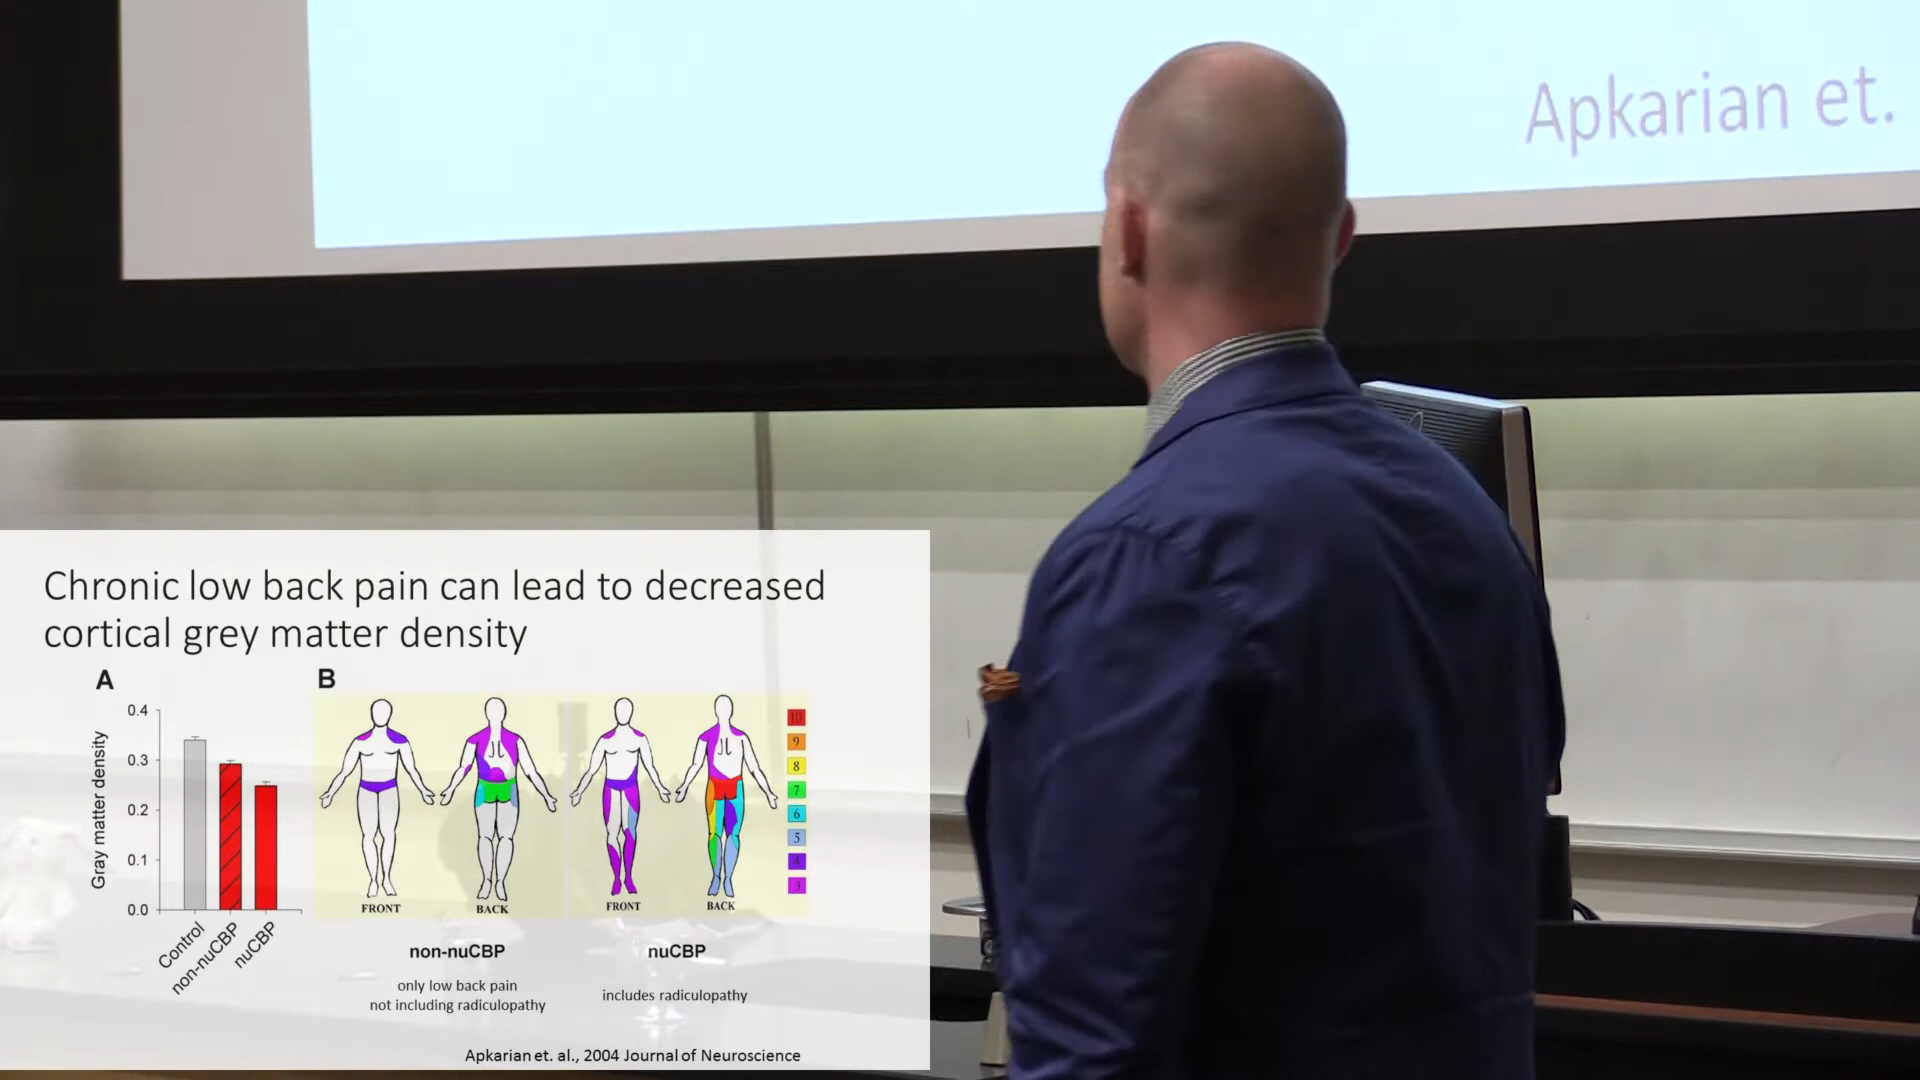 Apkarian et.
Chronic low back pain can lead to decreased
cortical grey matter density
A
B
Gray matter density
0.4
0.3
0.2
0.1
0.0
Control
non-nuCBP
nuCBP
10
9
8
7
6
5
4
3
FRONT
BACK
FRONT
BACK
non-nuCBP
nuCBP
only low back pain
not including radiculopathy
includes radiculopathy
Apkarian et. al., 2004 Journal of Neuroscience